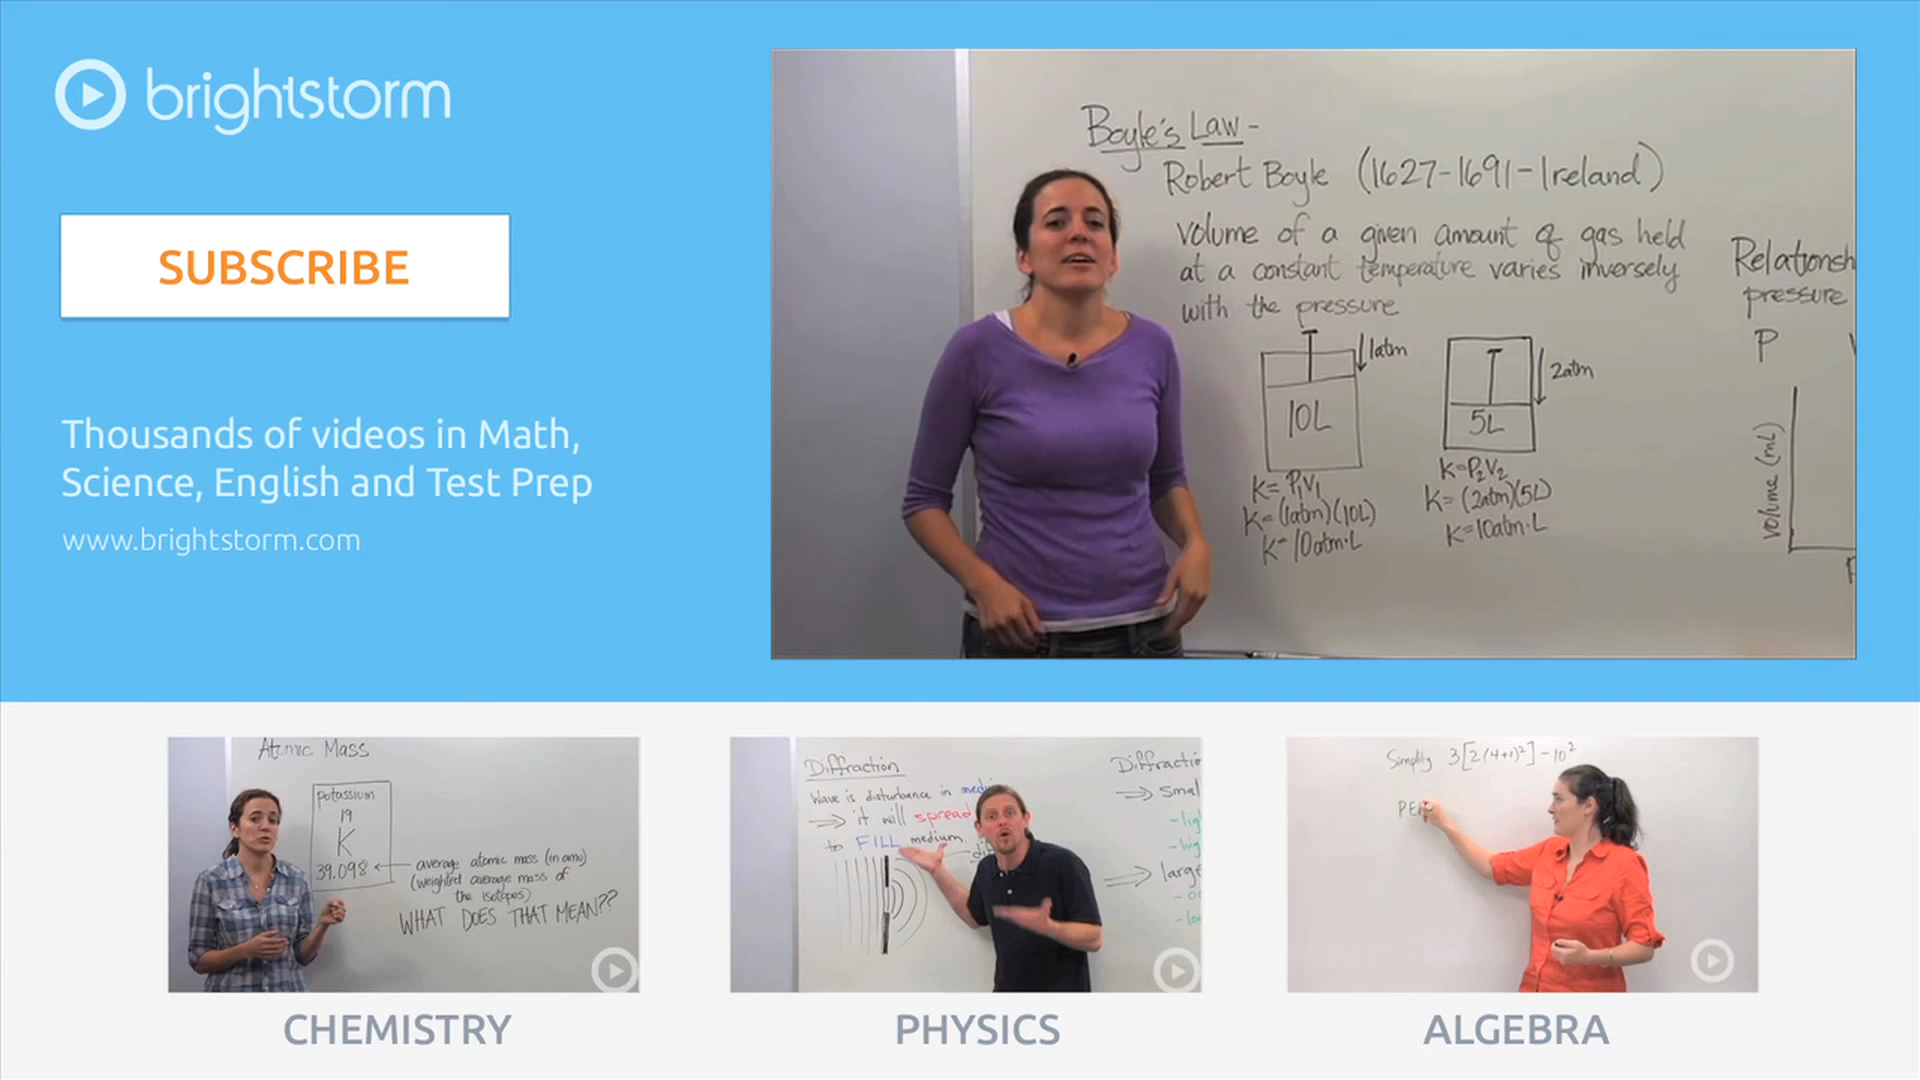 brightstorm
SUBSCRIBE
Thousands of videos in Math,
Science, English and Test Prep
www.brightstorm.com
Boyle's Law -
Robert Boyle (1627-1691-Ireland)
volume of a given amount of gas held
at a constant temperature varies inversely
with the pressure
1atm
10L
K = P₁V₁
K = (1atm)(10L)
K = 10atm·L
2atm
5L
K = P₂V₂
K = (2atm)(5L)
K = 10atm·L
Relationsh
pressure
P
volume (mL)
Atomic Mass
potassium
19
K
39.098
average atomic mass (in amu)
(weighted average mass of
the isotopes)
WHAT DOES THAT MEAN??
CHEMISTRY
Diffraction
Wave is disturbance in medi
it will spread
to FILL medium.
Diffractio
smal
large
PHYSICS
Simplify 3[2(4+1)²]-10²
PEM
ALGEBRA